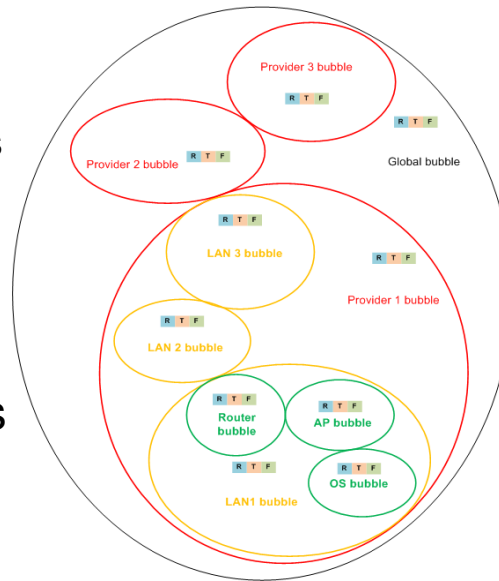 Provider 3 bubble
R T F
R T F
s
Provider 2 bubble
R T F
Global bubble
R T F
LAN 3 bubble
R T F
Provider 1 bubble
R T F
LAN 2 bubble
R T F
Router
bubble
R T F
AP bubble
s
R T F
LAN1 bubble
R T F
OS bubble